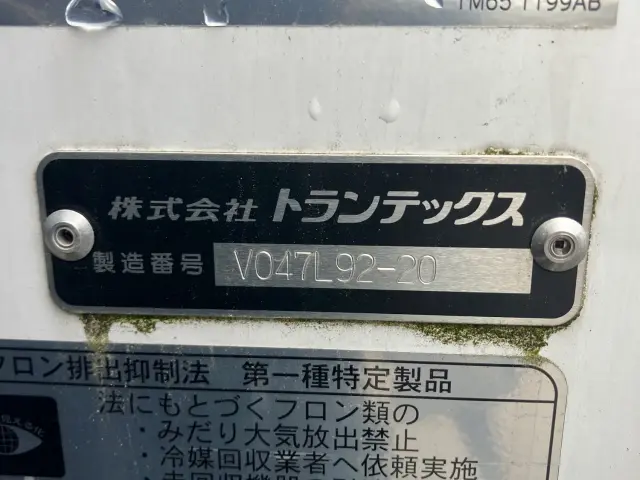 TM65 1199AB
株式会社 トランテックス
製造番号 V047L92-20
フロン排出抑制法 第一種特定製品
法にもとづくフロン類の
・みだり大気放出禁止
・冷媒回収業者へ依頼実施